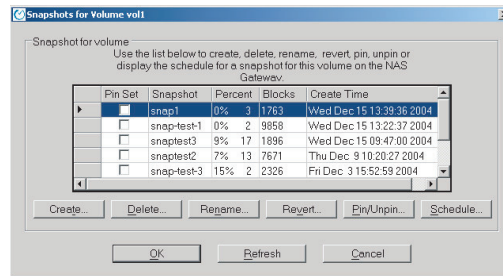 Snapshots for Volume vol1
Snapshot for volume
Use the list below to create, delete, rename, revert, pin, unpin or
display the schedule for a snapshot for this volume on the NAS
Gateway.
Pin Set Snapshot Percent Blocks Create Time
snap1 0% 3 1763 Wed Dec 15 13:39:36 2004
snap-test-1 0% 2 9858 Wed Dec 15 13:22:37 2004
snaptest3 9% 17 1896 Wed Dec 15 09:47:00 2004
snaptest2 7% 13 7671 Thu Dec 9 10:20:27 2004
snap-test-3 15% 2 2326 Fri Dec 3 15:52:59 2004
Create... Delete... Rename... Revert... Pin/Unpin... Schedule...
OK Refresh Cancel